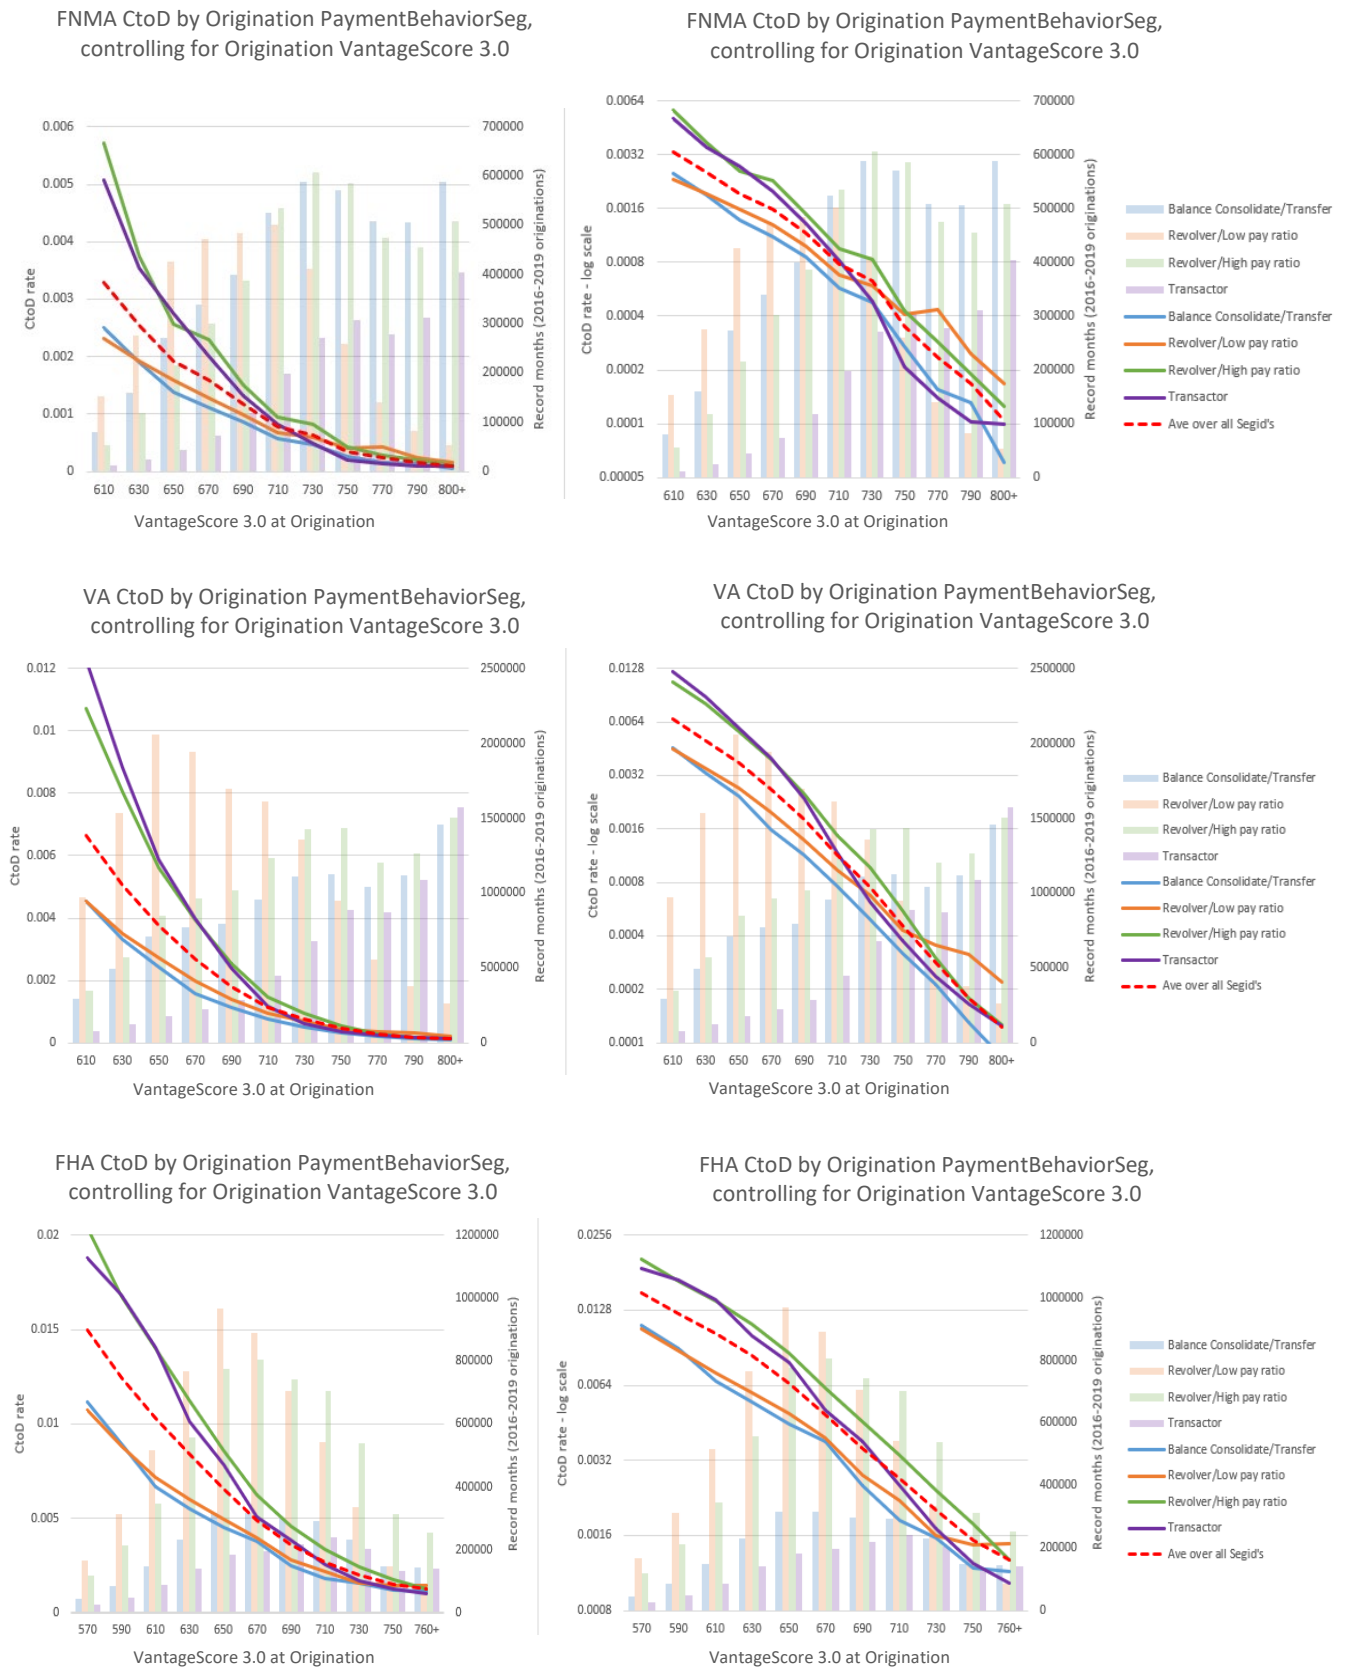 FNMA CtoD by Origination PaymentBehaviorSeg,
controlling for Origination VantageScore 3.0
0.006
0.005
0.004
0.003
0.002
0.001
0
CtoD rate
700000
600000
500000
400000
300000
200000
100000
0
Record months (2016-2019 originations)
610 630 650 670 690 710 730 750 770 790 800+
VantageScore 3.0 at Origination
FNMA CtoD by Origination PaymentBehaviorSeg,
controlling for Origination VantageScore 3.0
0.0064
0.0032
0.0016
0.0008
0.0004
0.0002
0.0001
0.00005
CtoD rate - log scale
700000
600000
500000
400000
300000
200000
100000
0
Record months (2016-2019 originations)
610 630 650 670 690 710 730 750 770 790 800+
VantageScore 3.0 at Origination
Balance Consolidate/Transfer
Revolver/Low pay ratio
Revolver/High pay ratio
Transactor
Balance Consolidate/Transfer
Revolver/Low pay ratio
Revolver/High pay ratio
Transactor
Ave over all Segid's
VA CtoD by Origination PaymentBehaviorSeg,
controlling for Origination VantageScore 3.0
0.012
0.01
0.008
0.006
0.004
0.002
0
CtoD rate
2500000
2000000
1500000
1000000
500000
0
Record months (2016-2019 originations)
610 630 650 670 690 710 730 750 770 790 800+
VantageScore 3.0 at Origination
VA CtoD by Origination PaymentBehaviorSeg,
controlling for Origination VantageScore 3.0
0.0128
0.0064
0.0032
0.0016
0.0008
0.0004
0.0002
0.0001
CtoD rate - log scale
2500000
2000000
1500000
1000000
500000
0
Record months (2016-2019 originations)
610 630 650 670 690 710 730 750 770 790 800+
VantageScore 3.0 at Origination
Balance Consolidate/Transfer
Revolver/Low pay ratio
Revolver/High pay ratio
Transactor
Balance Consolidate/Transfer
Revolver/Low pay ratio
Revolver/High pay ratio
Transactor
Ave over all Segid's
FHA CtoD by Origination PaymentBehaviorSeg,
controlling for Origination VantageScore 3.0
0.02
0.015
0.01
0.005
0
CtoD rate
1200000
1000000
800000
600000
400000
200000
0
Record months (2016-2019 originations)
570 590 610 630 650 670 690 710 730 750 760+
VantageScore 3.0 at Origination
FHA CtoD by Origination PaymentBehaviorSeg,
controlling for Origination VantageScore 3.0
0.0256
0.0128
0.0064
0.0032
0.0016
0.0008
CtoD rate - log scale
1200000
1000000
800000
600000
400000
200000
0
Record months (2016-2019 originations)
570 590 610 630 650 670 690 710 730 750 760+
VantageScore 3.0 at Origination
Balance Consolidate/Transfer
Revolver/Low pay ratio
Revolver/High pay ratio
Transactor
Balance Consolidate/Transfer
Revolver/Low pay ratio
Revolver/High pay ratio
Transactor
Ave over all Segid's